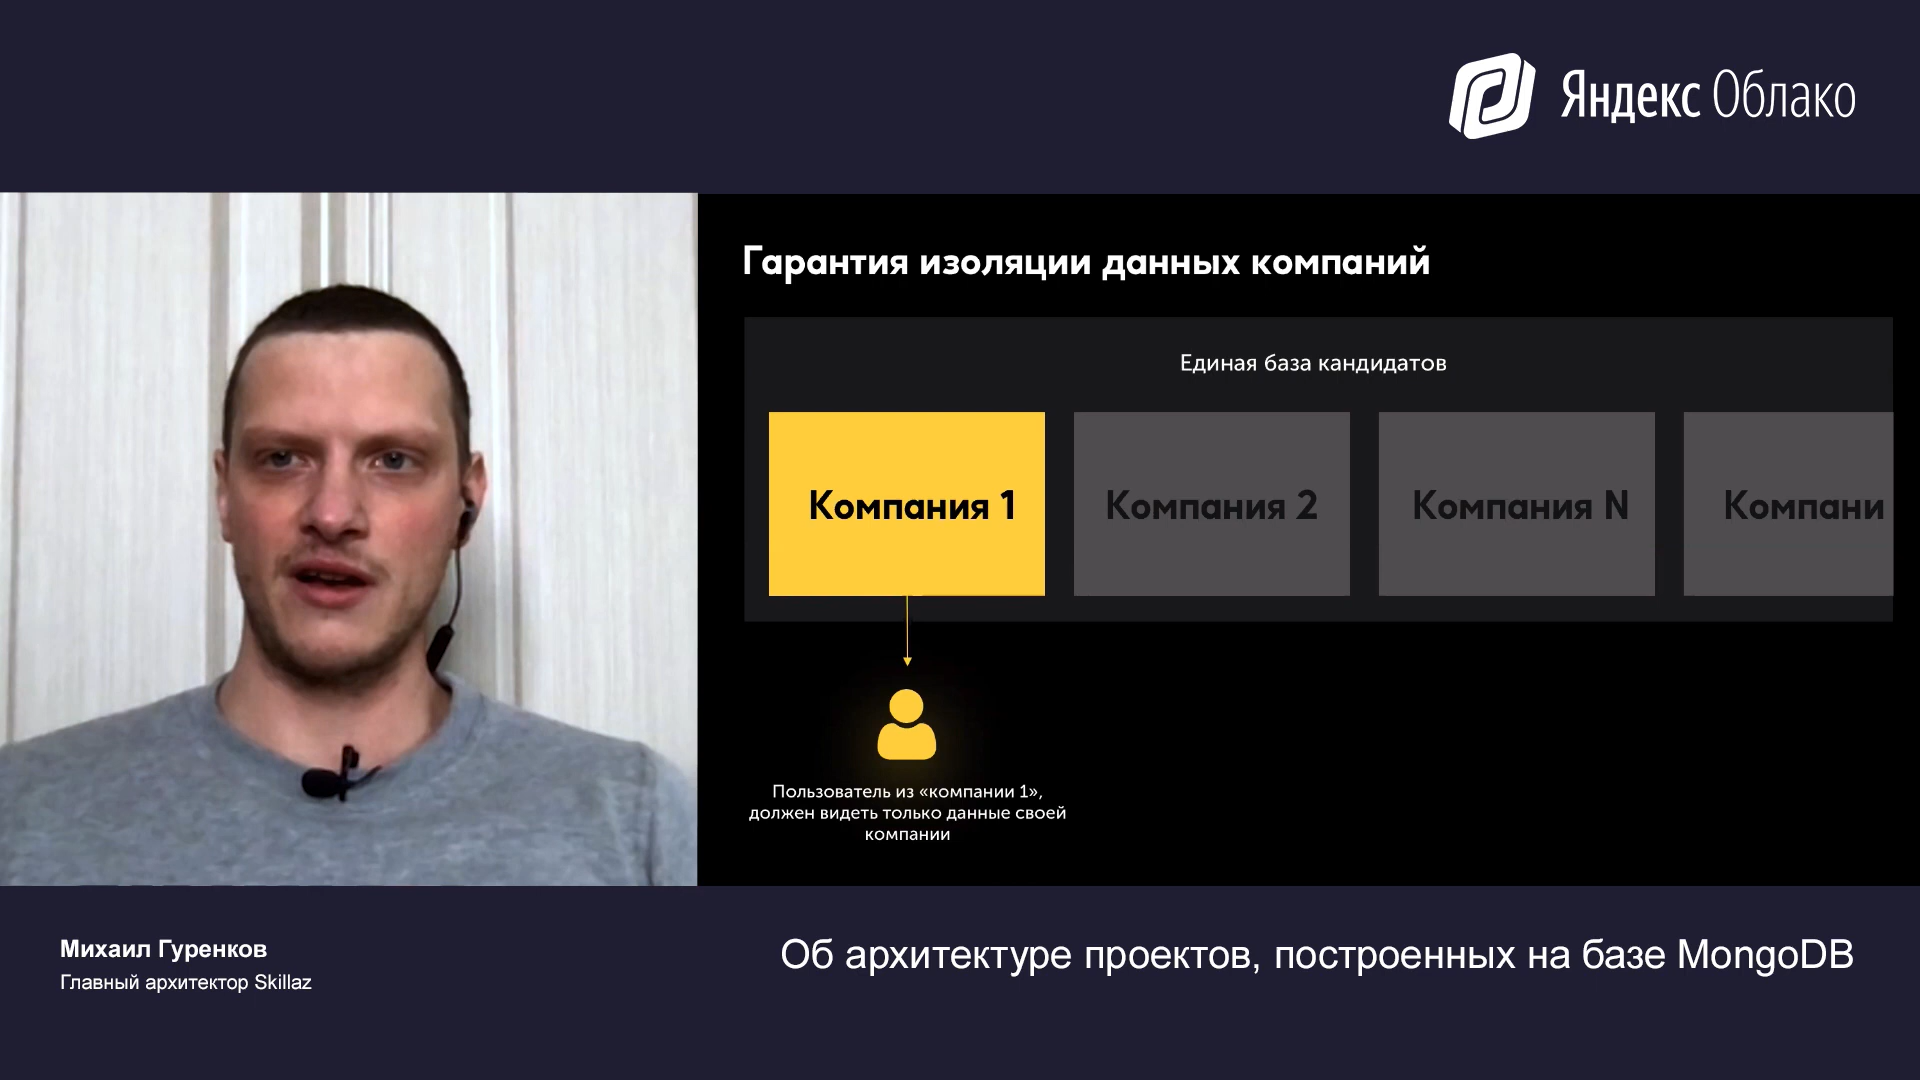 Яндекс Облако
Гарантия изоляции данных компаний
Единая база кандидатов
Компания 1
Компания 2
Компания N
Компани
Пользователь из «компании 1»,
должен видеть только данные своей
компании
Михаил Гуренков
Главный архитектор Skillaz
Об архитектуре проектов, построенных на базе MongoDB